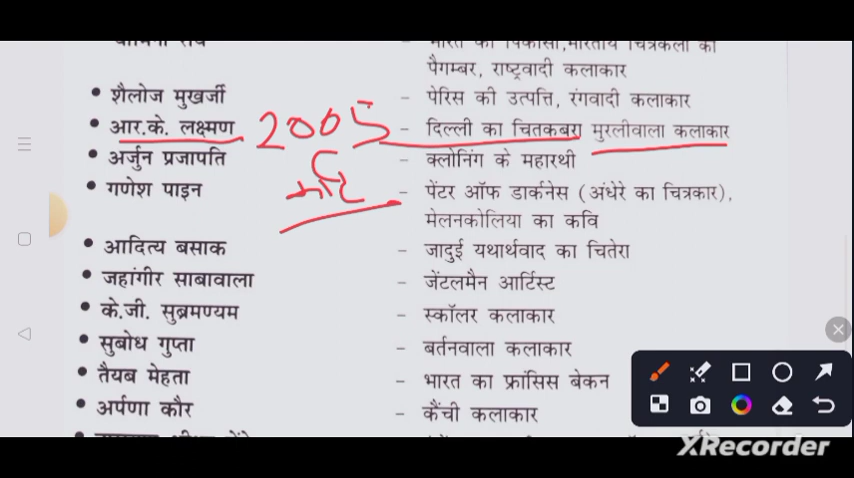 पैगम्बर, राष्ट्रवादी कलाकार
• शैलोज मुखर्जी – पेरिस की उत्पत्ति, रंगवादी कलाकार
• आर.के. लक्ष्मण 2005 – दिल्ली का चितकबरा मुरलीवाला कलाकार
• अर्जुन प्रजापति – क्लोनिंग के महारथी
• गणेश पाइन – पेंटर ऑफ डार्कनेस (अंधेरे का चित्रकार),
मेलनकोलिया का कवि
• आदित्य बसाक – जादुई यथार्थवाद का चितेरा
• जहांगीर साबावाला – जेंटलमैन आर्टिस्ट
• के.जी. सुब्रमण्यम – स्कॉलर कलाकार
• सुबोध गुप्ता – बर्तनवाला कलाकार
• तैयब मेहता – भारत का फ्रांसिस बेकन
• अर्पणा कौर – कैंची कलाकार
XRecorder